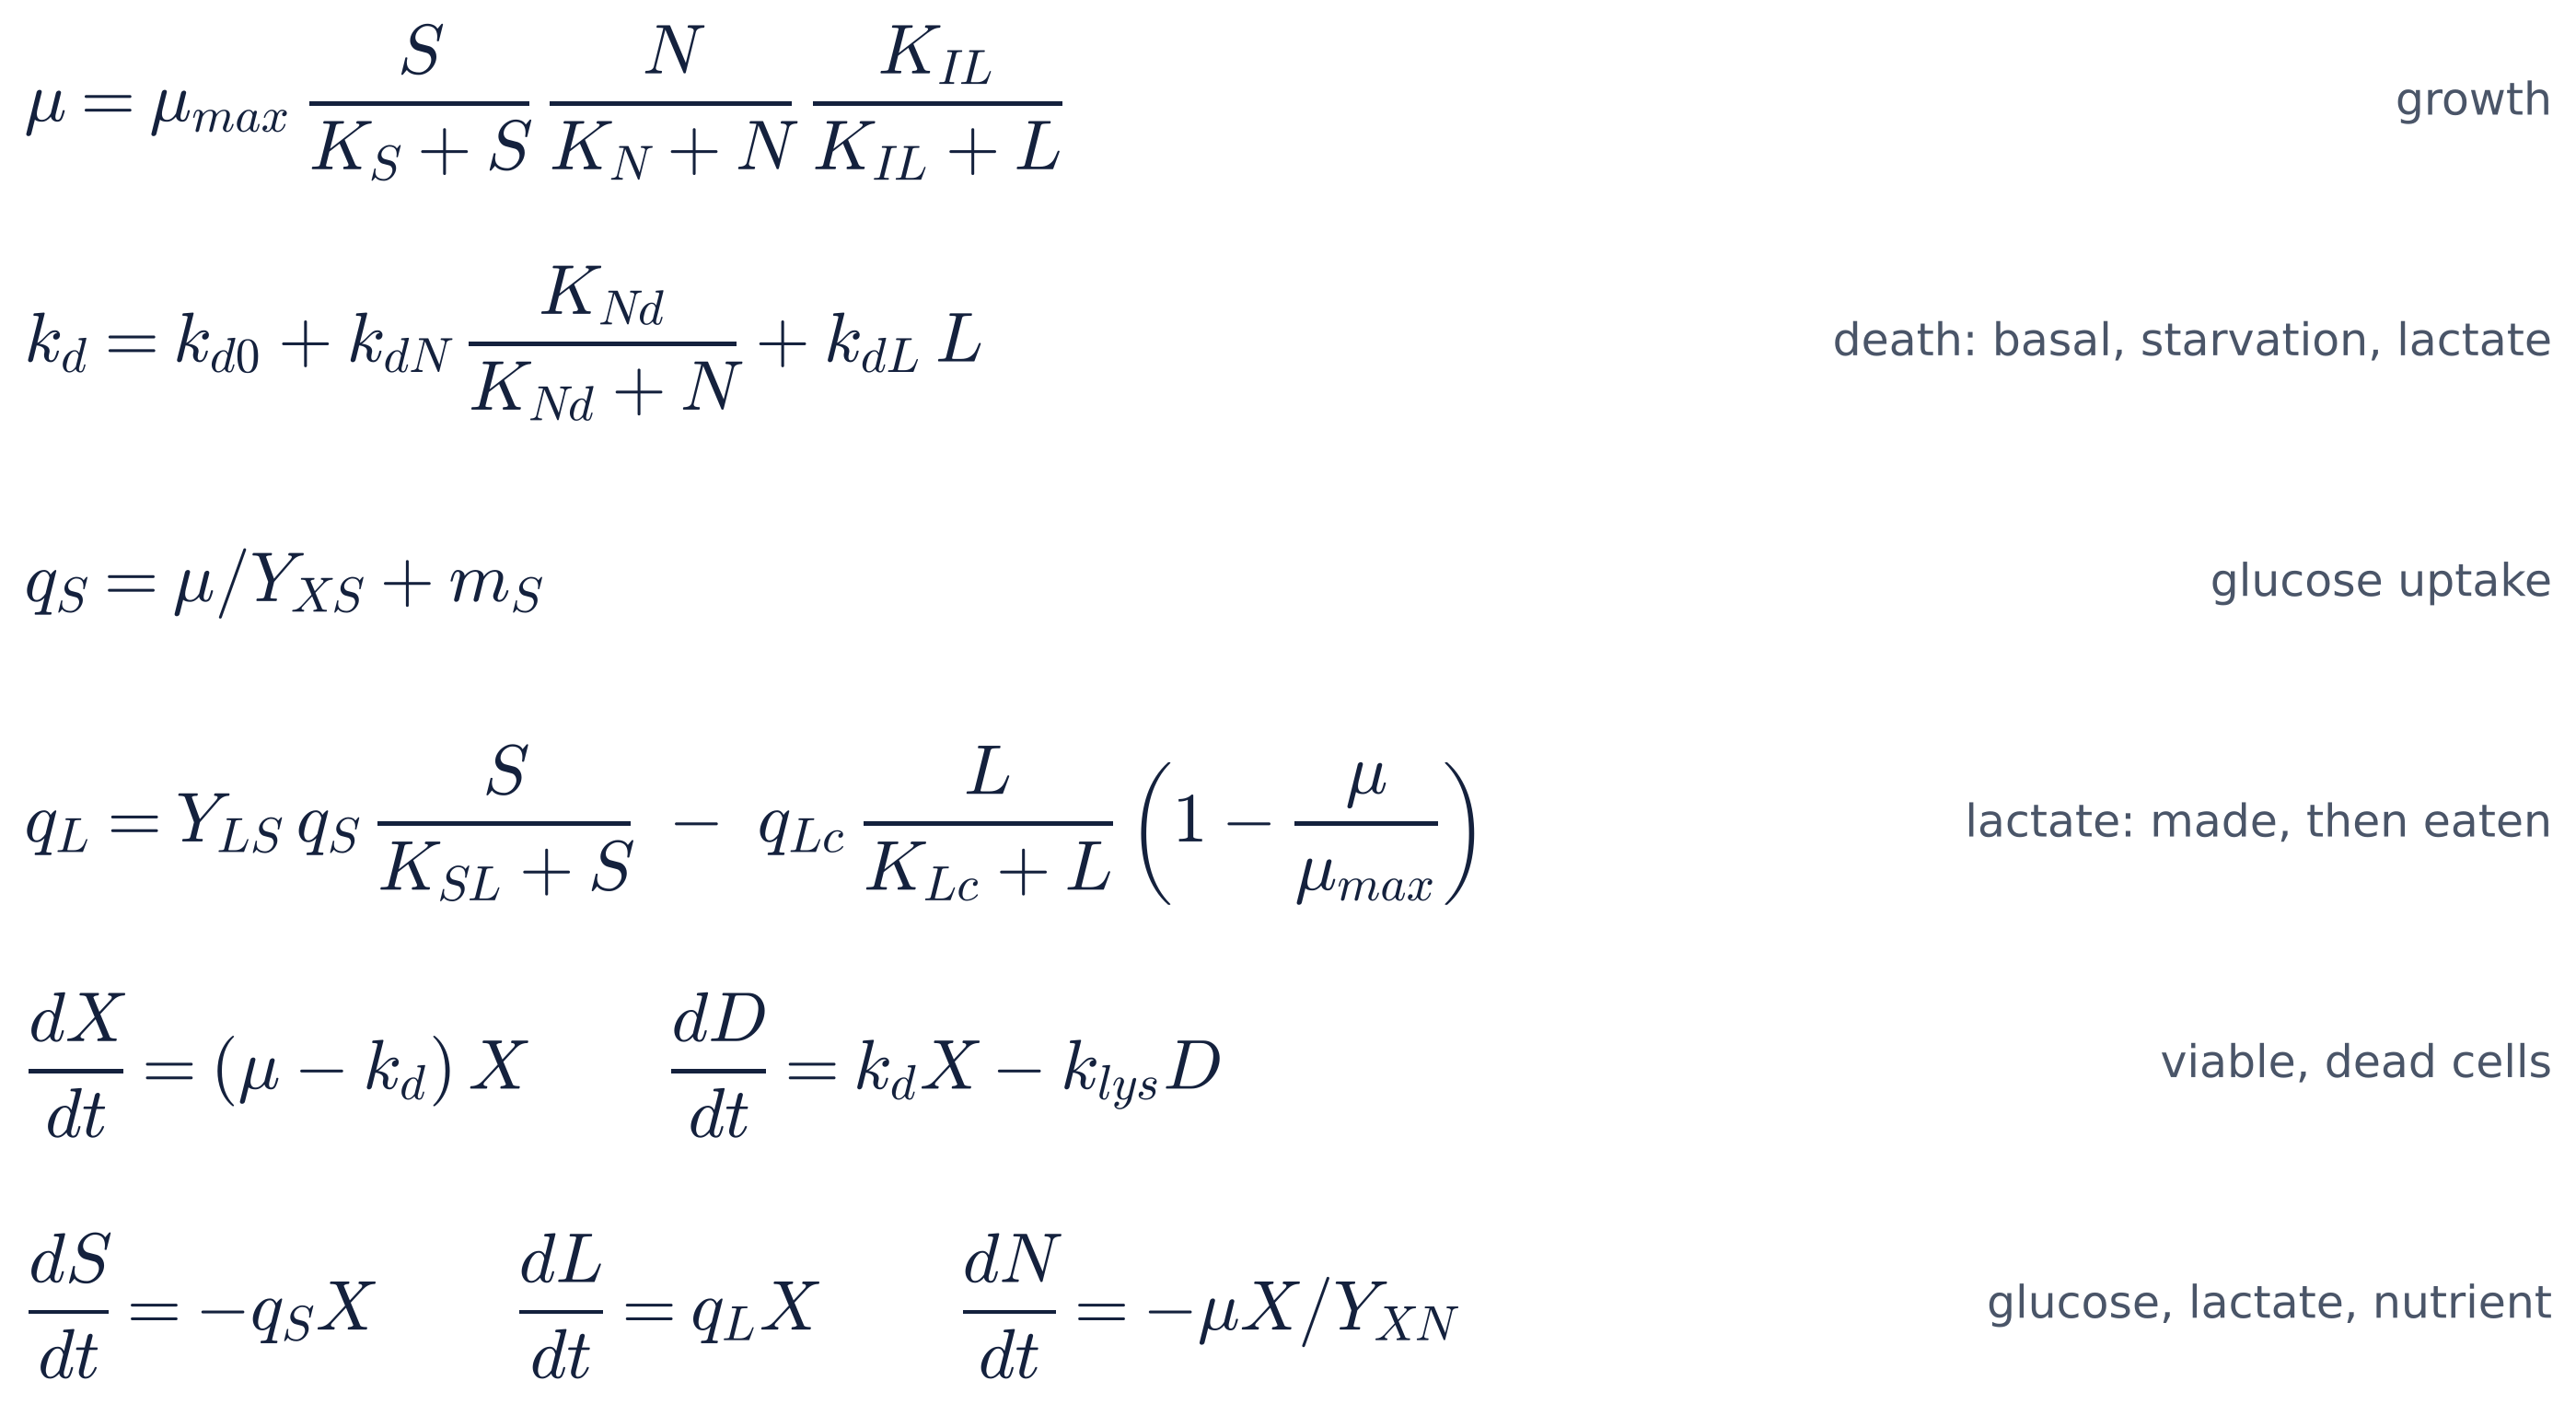 μ = μ_max S/(K_S + S) N/(K_N + N) K_IL/(K_IL + L) growth
k_d = k_d0 + k_dN K_Nd/(K_Nd + N) + k_dL L death: basal, starvation, lactate
q_S = μ/Y_XS + m_S glucose uptake
q_L = Y_LS q_S S/(K_SL + S) − q_Lc L/(K_Lc + L) (1 − μ/μ_max) lactate: made, then eaten
dX/dt = (μ − k_d) X dD/dt = k_d X − k_lys D viable, dead cells
dS/dt = −q_S X dL/dt = q_L X dN/dt = −μX/Y_XN glucose, lactate, nutrient